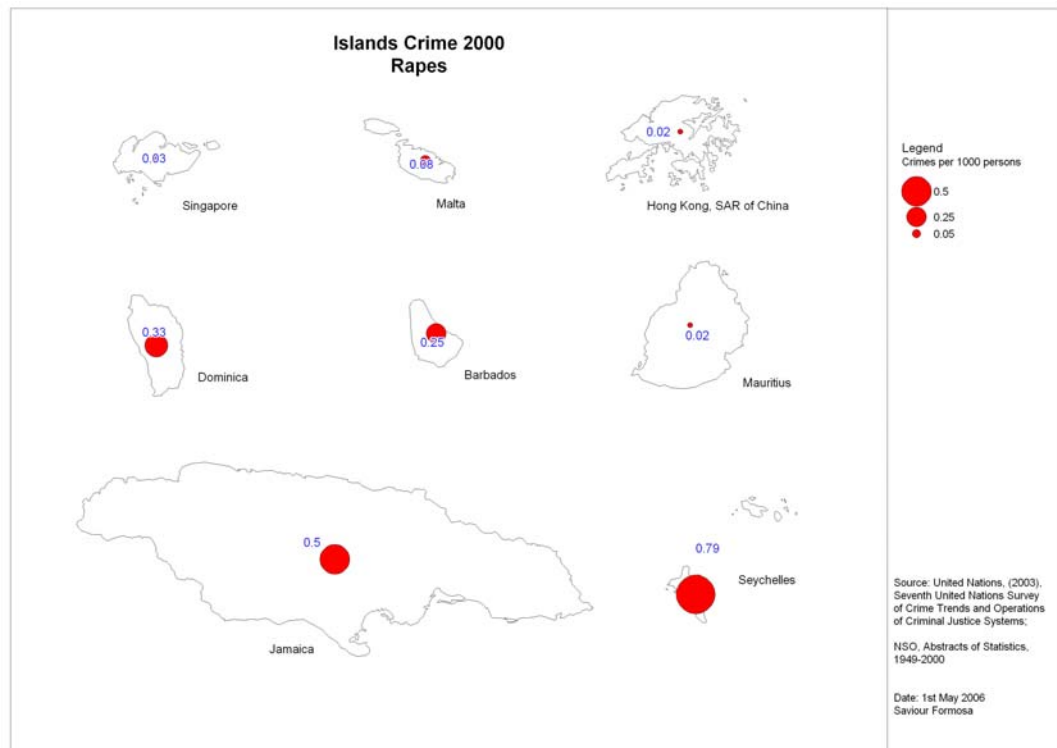 Islands Crime 2000
Rapes
0.03
Singapore
0.08
Malta
0.02
Hong Kong, SAR of China
0.33
Dominica
0.25
Barbados
0.02
Mauritius
0.5
Jamaica
0.79
Seychelles
Legend
Crimes per 1000 persons
0.5
0.25
0.05
Source: United Nations, (2003),
Seventh United Nations Survey
of Crime Trends and Operations
of Criminal Justice Systems;
NSO, Abstracts of Statistics,
1949-2000
Date: 1st May 2006
Saviour Formosa